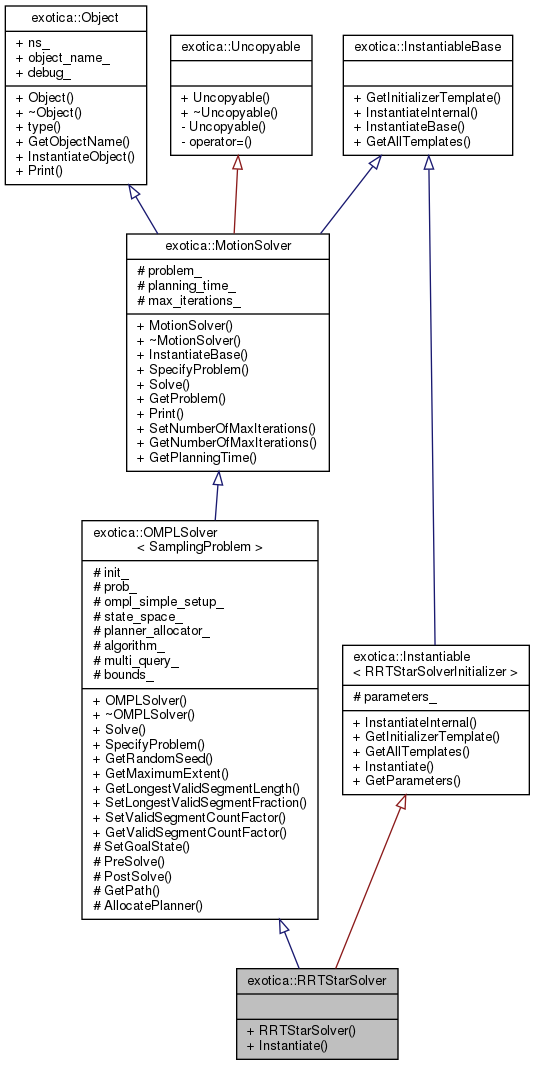 exotica::Object
+ ns_
+ object_name_
+ debug_
+ Object()
+ ~Object()
+ type()
+ GetObjectName()
+ InstantiateObject()
+ Print()
exotica::Uncopyable
+ Uncopyable()
+ ~Uncopyable()
- Uncopyable()
- operator=()
exotica::InstantiableBase
+ GetInitializerTemplate()
+ InstantiateInternal()
+ InstantiateBase()
+ GetAllTemplates()
exotica::MotionSolver
# problem_
# planning_time_
# max_iterations_
+ MotionSolver()
+ ~MotionSolver()
+ InstantiateBase()
+ SpecifyProblem()
+ Solve()
+ GetProblem()
+ Print()
+ SetNumberOfMaxIterations()
+ GetNumberOfMaxIterations()
+ GetPlanningTime()
exotica::OMPLSolver
< SamplingProblem >
# init_
# prob_
# ompl_simple_setup_
# state_space_
# planner_allocator_
# algorithm_
# multi_query_
# bounds_
+ OMPLSolver()
+ ~OMPLSolver()
+ Solve()
+ SpecifyProblem()
+ GetRandomSeed()
+ GetMaximumExtent()
+ GetLongestValidSegmentLength()
+ SetLongestValidSegmentFraction()
+ SetValidSegmentCountFactor()
+ GetValidSegmentCountFactor()
# SetGoalState()
# PreSolve()
# PostSolve()
# GetPath()
# AllocatePlanner()
exotica::Instantiable
< RRTStarSolverInitializer >
# parameters_
+ InstantiateInternal()
+ GetInitializerTemplate()
+ GetAllTemplates()
+ Instantiate()
+ GetParameters()
exotica::RRTStarSolver
+ RRTStarSolver()
+ Instantiate()